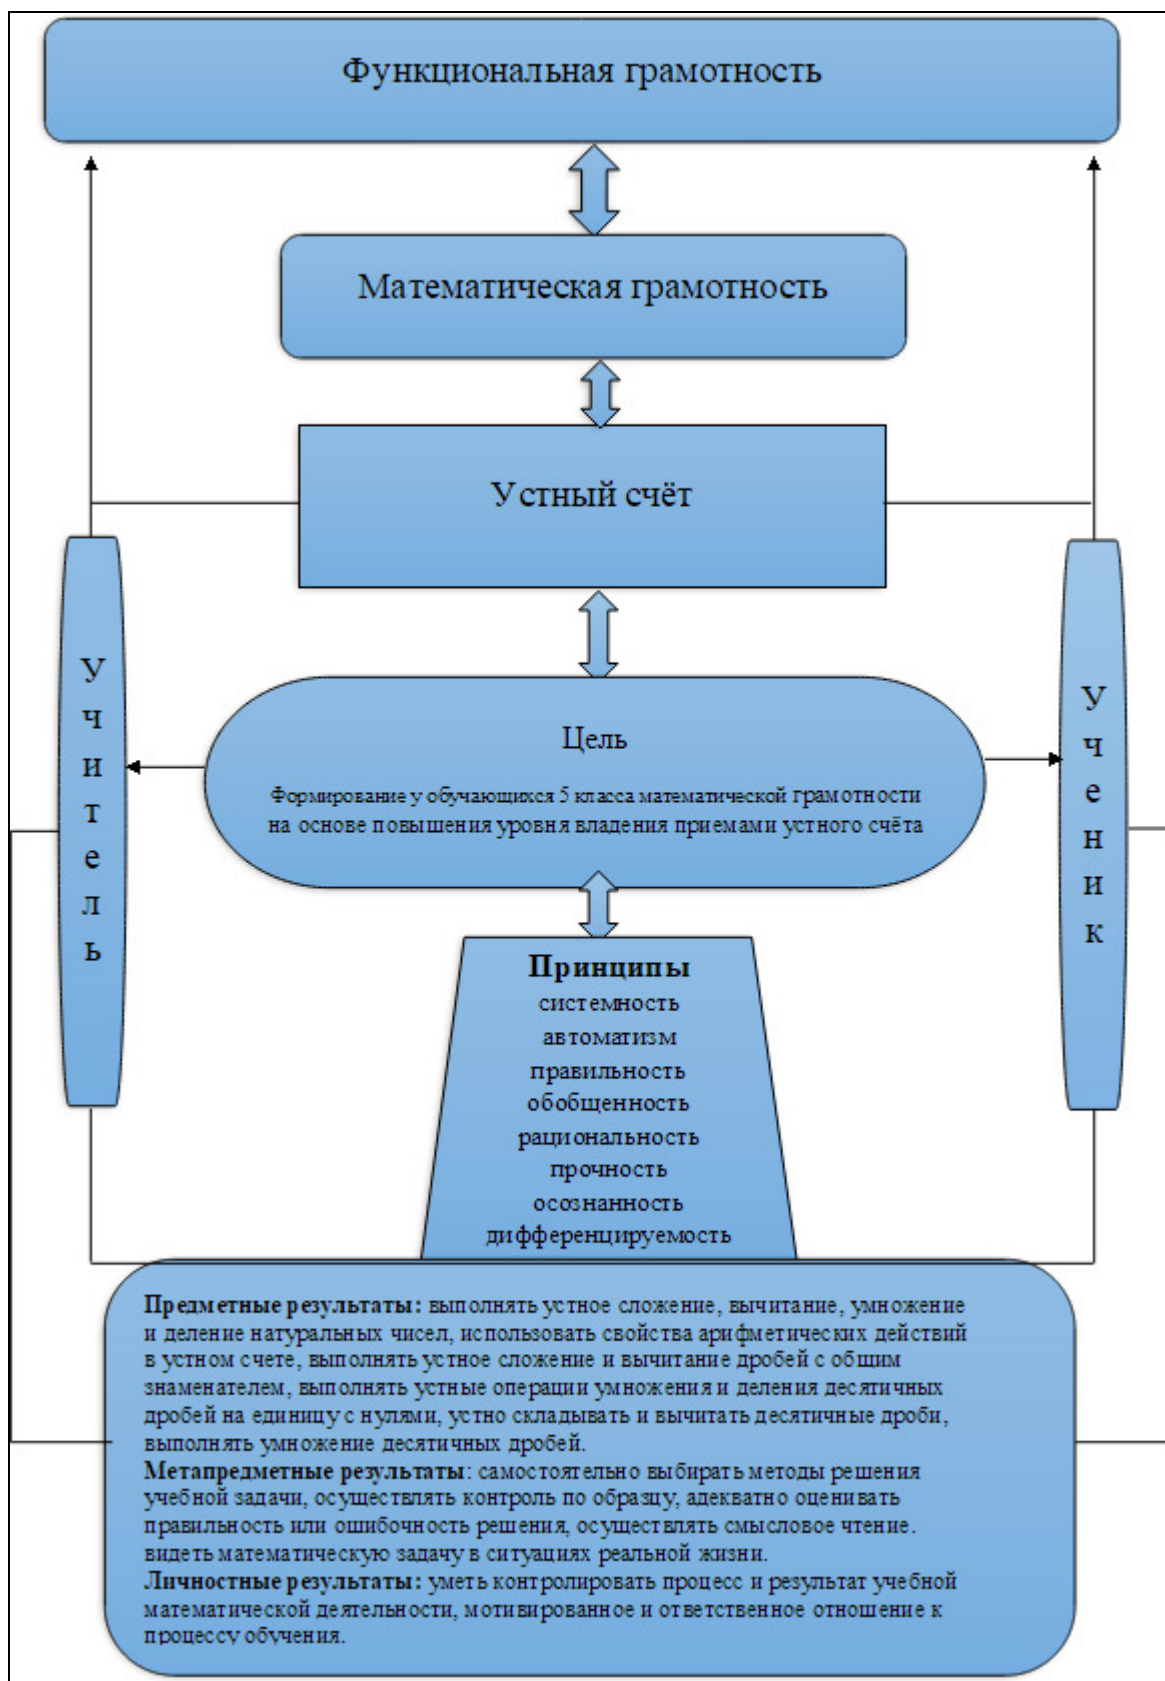 Функциональная грамотность
Математическая грамотность
Устный счёт
Учитель
Цель
Формирование у обучающихся 5 класса математической грамотности
на основе повышения уровня владения приемами устного счёта
Ученик
Принципы
системность
автоматизм
правильность
обобщенность
рациональность
прочность
осознанность
дифференцируемость
Предметные результаты: выполнять устное сложение, вычитание, умножение
и деление натуральных чисел, использовать свойства арифметических действий
в устном счете, выполнять устное сложение и вычитание дробей с общим
знаменателем, выполнять устные операции умножения и деления десятичных
дробей на единицу с нулями, устно складывать и вычитать десятичные дроби,
выполнять умножение десятичных дробей.
Метапредметные результаты: самостоятельно выбирать методы решения
учебной задачи, осуществлять контроль по образцу, адекватно оценивать
правильность или ошибочность решения, осуществлять смысловое чтение.
видеть математическую задачу в ситуациях реальной жизни.
Личностные результаты: уметь контролировать процесс и результат учебной
математической деятельности, мотивированное и ответственное отношение к
процессу обучения.